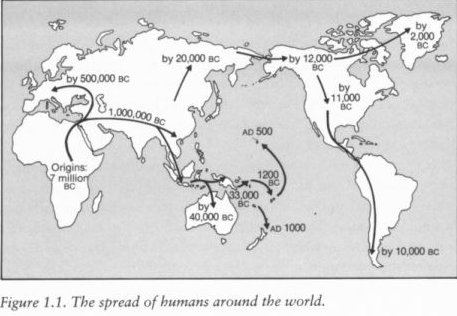 by
2,000
BC
by 20,000 BC
by 12,000
BC
by 500,000 BC
by
11,000
BC
1,000,000 BC
AD 500
Origins:
7 million
BC
1200
BC
33,000
BC
by
40,000 BC
AD 1000
by 10,000 BC
Figure 1.1. The spread of humans around the world.